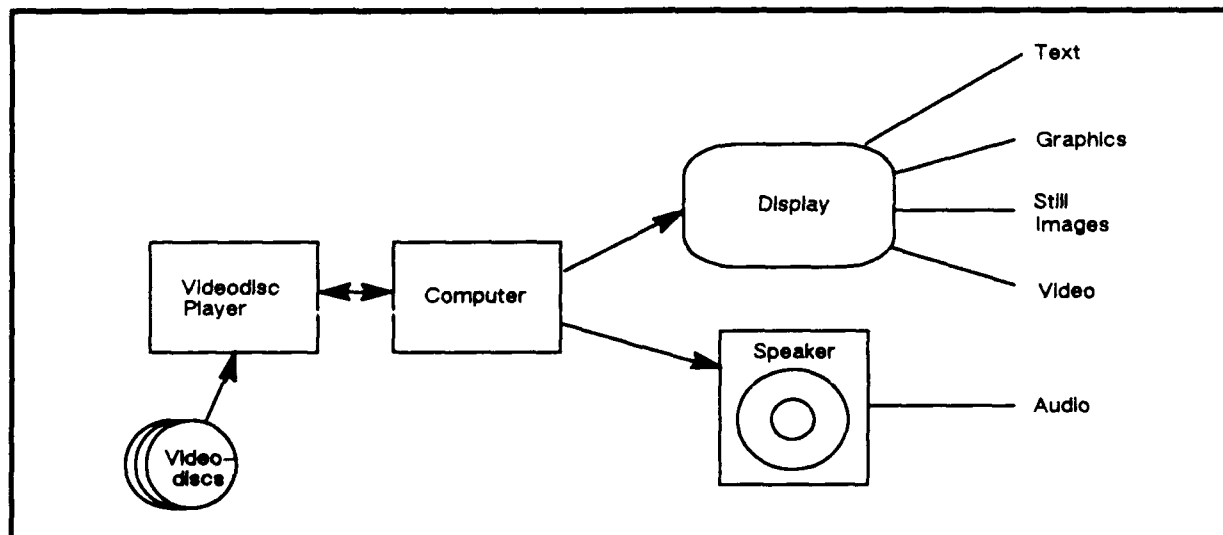 Text
Graphics
Still
Images
Video
Display
Videodisc
Player
Computer
Speaker
Audio
Video-
discs